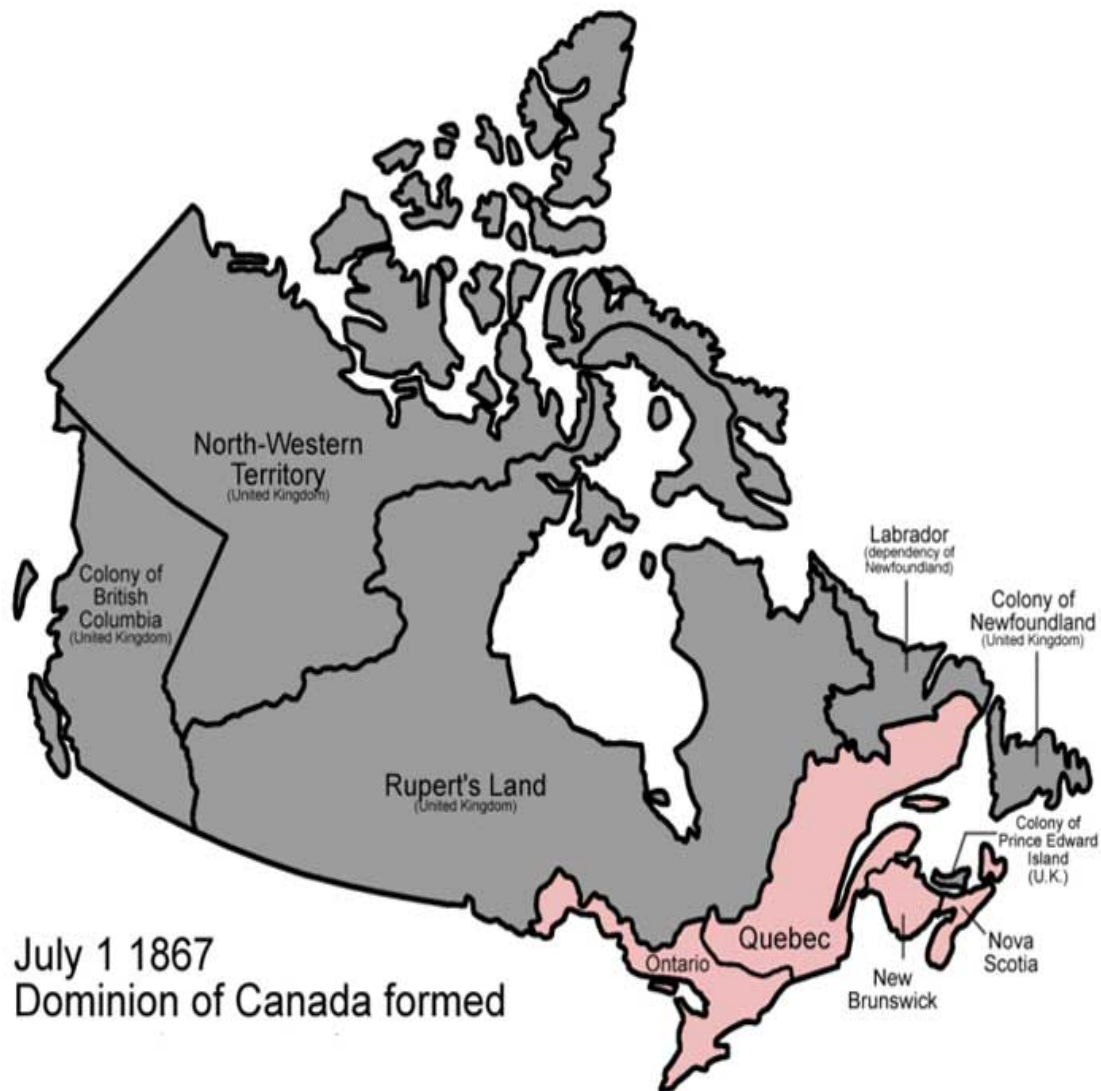 North-Western
Territory
(United Kingdom)
Labrador
(dependency of
Newfoundland)
Colony of
British
Columbia
(United Kingdom)
Colony of
Newfoundland
(United Kingdom)
Rupert's Land
(United Kingdom)
Colony of
Prince Edward
Island
(U.K.)
Quebec
Nova
Scotia
Ontario
New
Brunswick
July 1 1867
Dominion of Canada formed